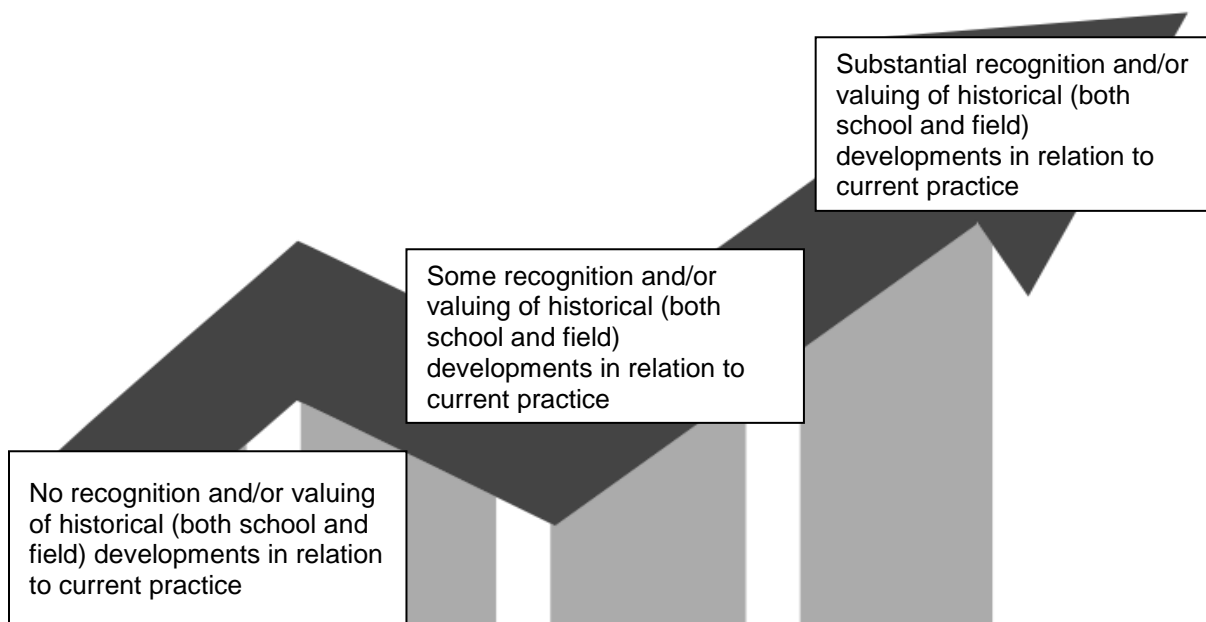 Substantial recognition and/or
valuing of historical (both
school and field)
developments in relation to
current practice
Some recognition and/or
valuing of historical (both
school and field)
developments in relation to
current practice
No recognition and/or valuing
of historical (both school and
field) developments in relation
to current practice